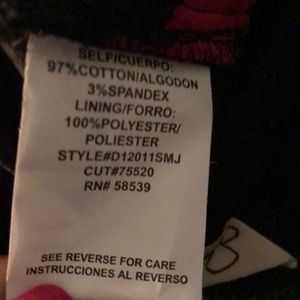 SELF/CUERPO:
97%COTTON/ALGODON
3%SPANDEX
LINING/FORRO:
100%POLYESTER/
POLIESTER
STYLE#D12011SMJ
CUT#75520
RN# 58539
SEE REVERSE FOR CARE
INSTRUCCIONES AL REVERSO